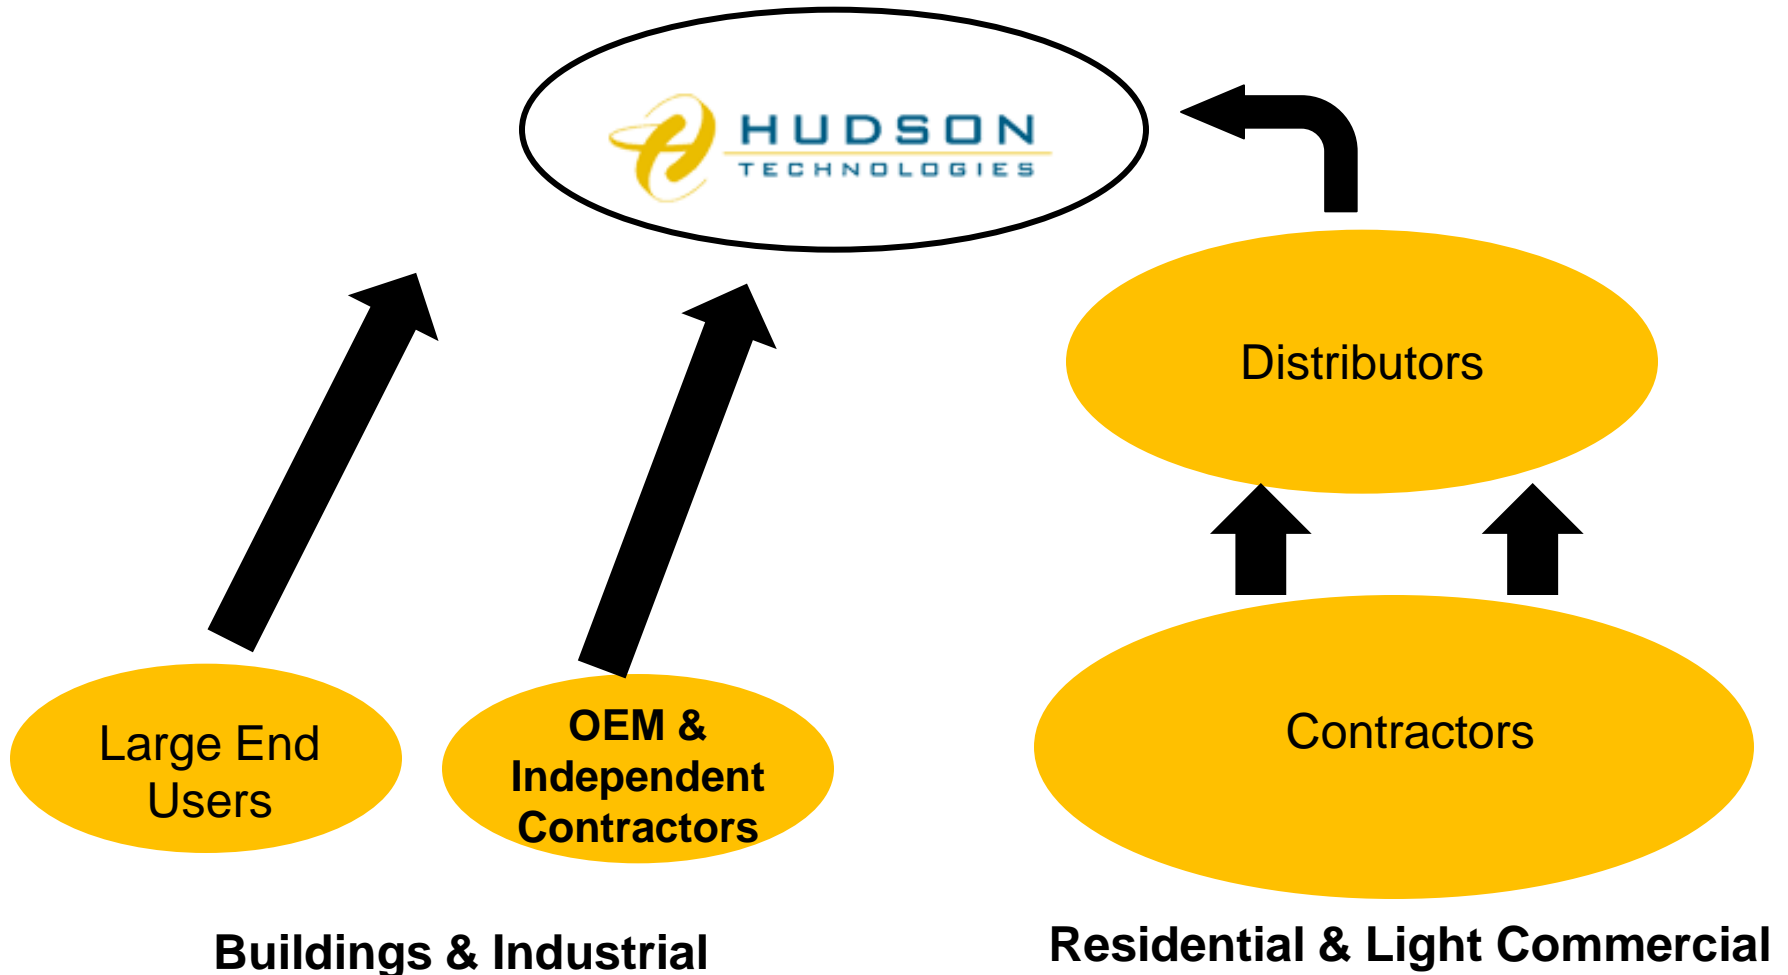 HUDSON
TECHNOLOGIES
Distributors
Large End
Users
OEM &
Independent
Contractors
Contractors
Buildings & Industrial
Residential & Light Commercial